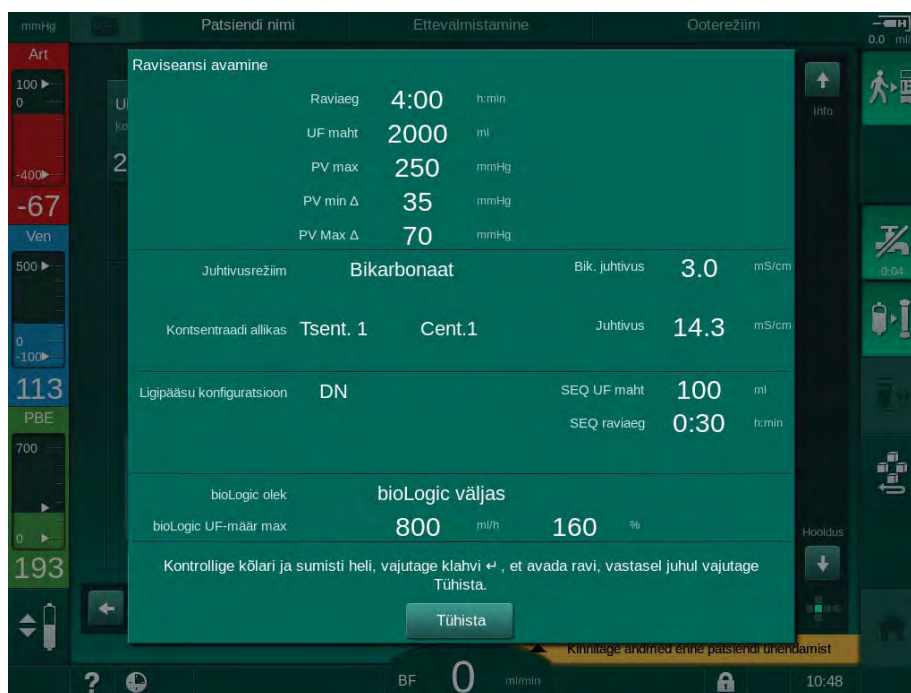 mmHg
Patsiendi nimi
Ettevalmistamine
Ooterežiim
H
0.0 ml/
Art
100
0
-400
-67
Ven
500
0
-100
113
PBE
700
0
193
2
Raviseansi avamine
Raviaeg 4:00 h:min
UF maht 2000 ml
PV max 250 mmHg
PV min Δ 35 mmHg
PV Max Δ 70 mmHg
Juhtivusrežiim Bikarbonaat Bik. juhtivus 3.0 mS/cm
Kontsentraadi allikas Tsent. 1 Cent.1 Juhtivus 14.3 mS/cm
Ligipääsu konfiguratsioon DN SEQ UF maht 100 ml
SEQ raviaeg 0:30 h:min
bioLogic olek bioLogic väljas
bioLogic UF-määr max 800 ml/h 160 %
Kontrollige kõlari ja sumisti heli, vajutage klahvi ↵ , et avada ravi, vastasel juhul vajutage
Tühista.
Tühista
info
0:04
Hooldus
Kinnitage andmed enne patsiendi ühendamist
?
BF 0 ml/min
10:48